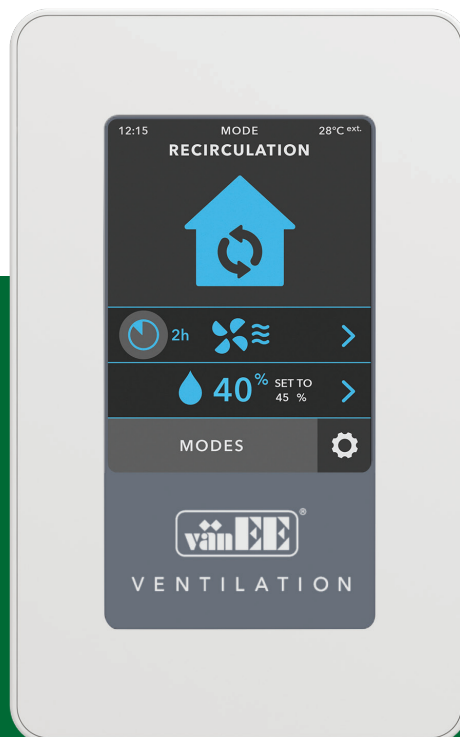 12:15 MODE 28°C ext.
RECIRCULATION
2h
40% SET TO
45 %
MODES
vänEE®
VENTILATION